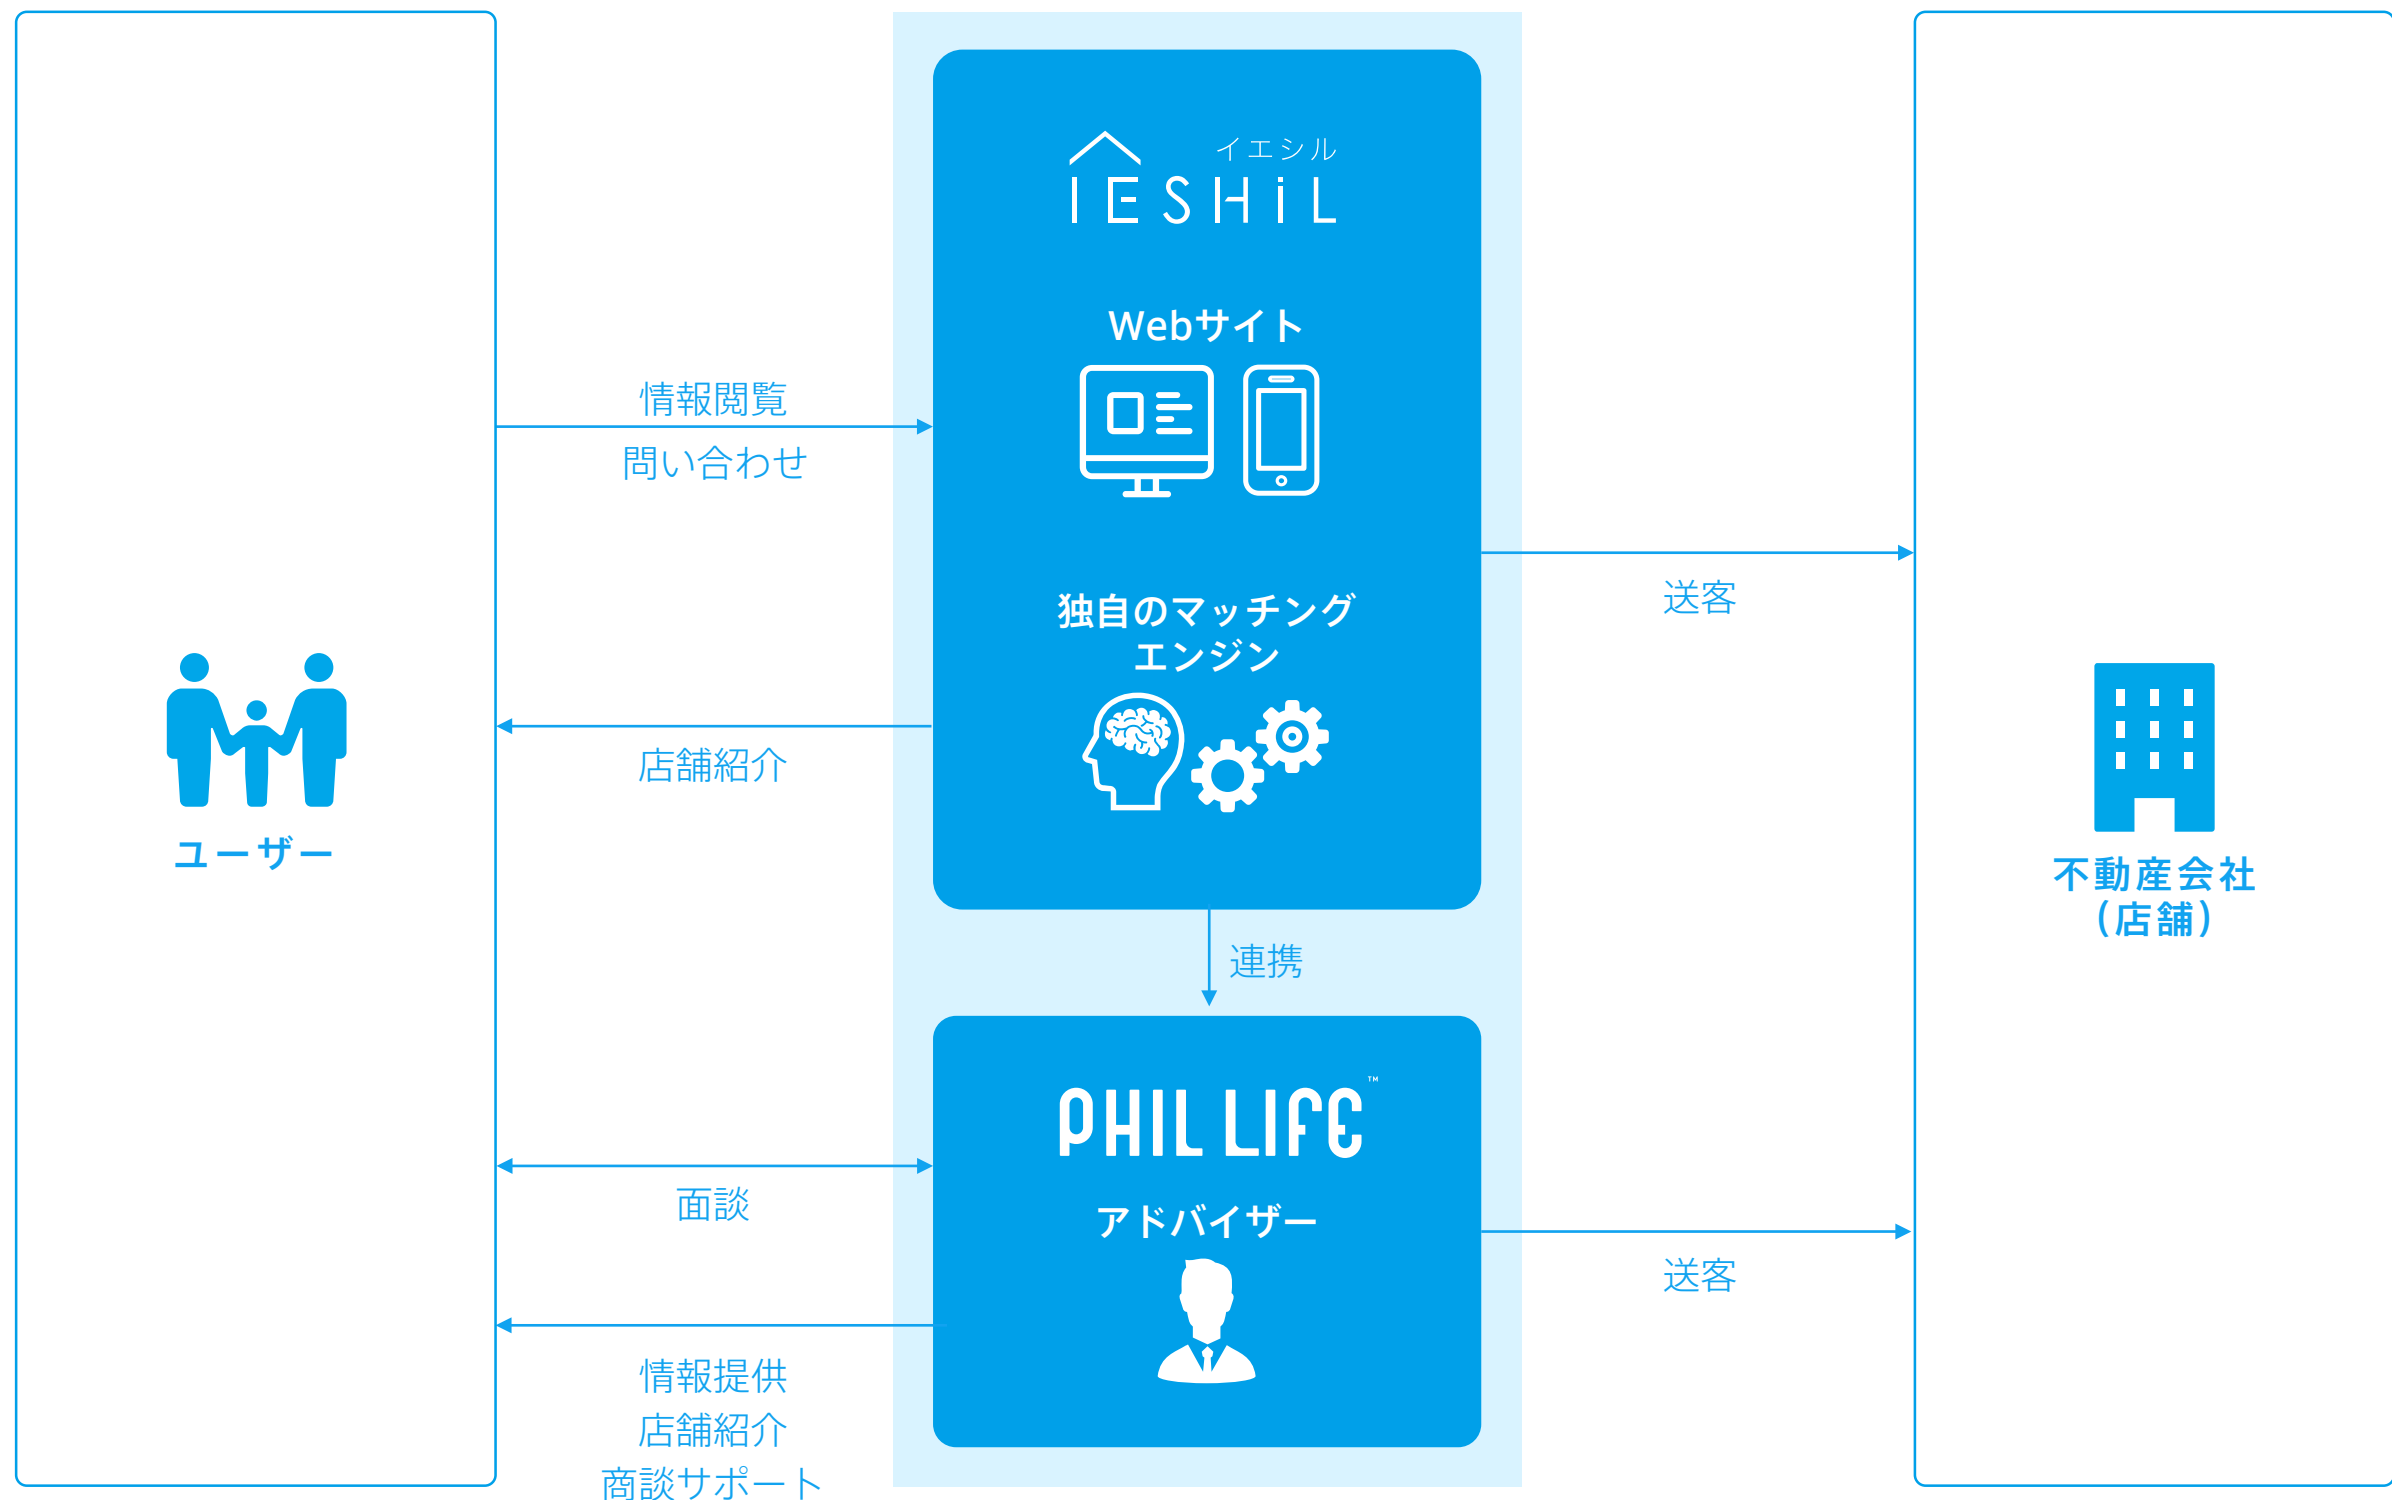 ユーザー
情報閲覧
問い合わせ
店舗紹介
面談
情報提供
店舗紹介
商談サポート
イエシル
IESHiL
Webサイト
独自のマッチング
エンジン
連携
PHIL LIFE™
アドバイザー
送客
送客
不動産会社
(店舗)